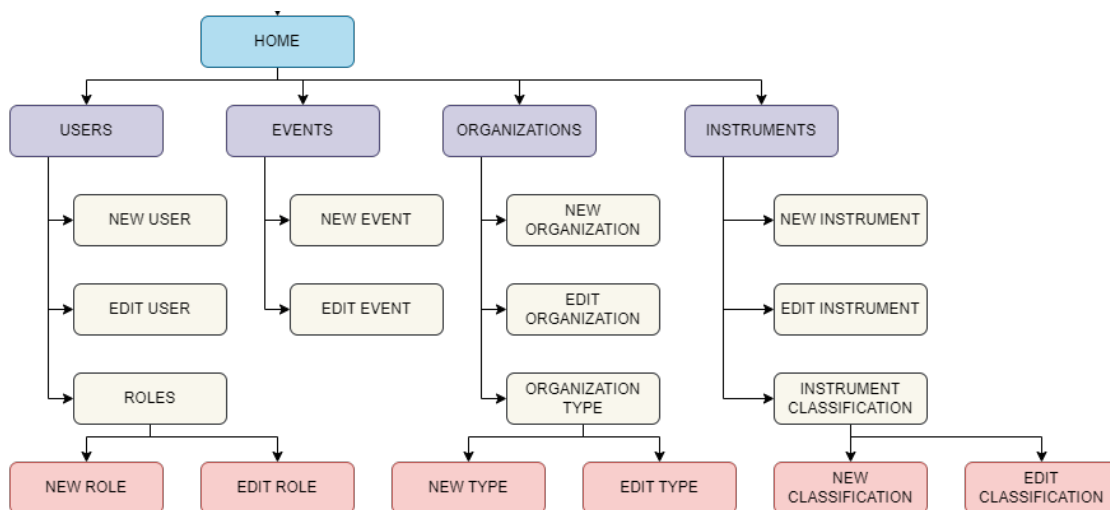 HOME
USERS
EVENTS
ORGANIZATIONS
INSTRUMENTS
NEW USER
NEW EVENT
NEW
ORGANIZATION
NEW INSTRUMENT
EDIT USER
EDIT EVENT
EDIT
ORGANIZATION
EDIT INSTRUMENT
ROLES
ORGANIZATION
TYPE
INSTRUMENT
CLASSIFICATION
NEW ROLE
EDIT ROLE
NEW TYPE
EDIT TYPE
NEW
CLASSIFICATION
EDIT
CLASSIFICATION